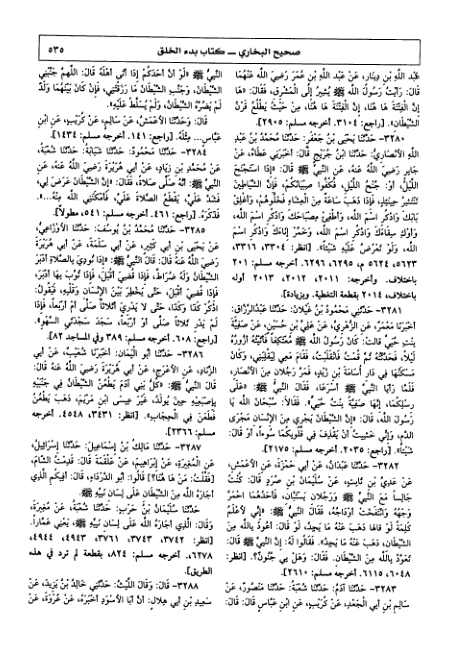 صحيح البخاري ـ كتاب بدء الخلق
٥٣٥
عَبْدُ اللَّهِ بْنِ دِينَارٍ، عَنْ عَبْدِ اللَّهِ بْنِ عُمَرَ رَضِيَ اللَّهُ عَنْهُمَا
قَالَ: رَأَيْتُ رَسُولَ اللَّهِ ﷺ يُشِيرُ إِلَى الْمَشْرِقِ، فَقَالَ: «هَا
إِنَّ الْفِتْنَةَ هَا هُنَا، إِنَّ الْفِتْنَةَ هَا هُنَا، مِنْ حَيْثُ يَطْلُعُ قَرْنُ
الشَّيْطَانِ». [راجع: ٣١٠٤. أخرجه مسلم: ٢٩٠٥].
٣٢٨٠- حَدَّثَنَا يَحْيَى بْنُ جَعْفَرٍ: حَدَّثَنَا مُحَمَّدُ بْنُ عَبْدِ
اللَّهِ الأَنْصَارِيُّ: حَدَّثَنَا ابْنُ جُرَيْجٍ قَالَ: أَخْبَرَنِي عَطَاءٌ، عَنْ
جَابِرٍ رَضِيَ اللَّهُ عَنْهُ، عَنِ النَّبِيِّ ﷺ قَالَ: «إِذَا اسْتَجْنَحَ
اللَّيْلُ، أَوْ: جُنْحُ اللَّيْلِ، فَكُفُّوا صِبْيَانَكُمْ، فَإِنَّ الشَّيَاطِينَ
تَنْتَشِرُ حِينَئِذٍ، فَإِذَا ذَهَبَ سَاعَةٌ مِنَ الْعِشَاءِ فَخَلُّوهُمْ، وَأَغْلِقْ
بَابَكَ وَاذْكُرِ اسْمَ اللَّهِ، وَأَطْفِئْ مِصْبَاحَكَ وَاذْكُرِ اسْمَ اللَّهِ،
وَأَوْكِ سِقَاءَكَ وَاذْكُرِ اسْمَ اللَّهِ، وَخَمِّرْ إِنَاءَكَ وَاذْكُرِ اسْمَ
اللَّهِ، وَلَوْ تَعْرُضُ عَلَيْهِ شَيْئاً». [انظر: ٣٣٠٤، ٣٣١٦،
٥٦٢٣، ٥٦٢٤ م، ٦٢٩٥، ٦٢٩٦. أخرجه مسلم: ٢٠١
باختلاف. وأخرجه: ٢٠١١، ٢٠١٢، ٢٠١٣ أوله
باختلاف، ٢٠١٤ بقطعة التغطية. وبزيادة].
٣٢٨١- حَدَّثَنِي مَحْمُودُ بْنُ غَيْلَانَ: حَدَّثَنَا عَبْدُالرَّزَّاقِ:
أَخْبَرَنَا مَعْمَرٌ، عَنِ الزُّهْرِيِّ، عَنْ عَلِيِّ بْنِ حُسَيْنٍ، عَنْ صَفِيَّةَ
بِنْتِ حُيَيٍّ قَالَتْ: كَانَ رَسُولُ اللَّهِ ﷺ مُعْتَكِفاً فَأَتَيْتُهُ أَزُورُهُ
لَيْلاً، فَحَدَّثْتُهُ ثُمَّ قُمْتُ فَانْقَلَبْتُ، فَقَامَ مَعِي لِيَقْلِبَنِي، وَكَانَ
مَسْكَنُهَا فِي دَارِ أُسَامَةَ بْنِ زَيْدٍ، فَمَرَّ رَجُلَانِ مِنَ الأَنْصَارِ،
فَلَمَّا رَأَيَا النَّبِيَّ ﷺ أَسْرَعَا، فَقَالَ النَّبِيُّ ﷺ: «عَلَى
رِسْلِكُمَا، إِنَّهَا صَفِيَّةُ بِنْتُ حُيَيٍّ». فَقَالَا: سُبْحَانَ اللَّهِ يَا
رَسُولَ اللَّهِ، قَالَ: «إِنَّ الشَّيْطَانَ يَجْرِي مِنَ الإِنْسَانِ مَجْرَى
الدَّمِ، وَإِنِّي خَشِيتُ أَنْ يَقْذِفَ فِي قُلُوبِكُمَا سُوءاً، أَوْ قَالَ:
شَيْئاً». [راجع: ٢٠٣٥. أخرجه مسلم: ٢١٧٥].
٣٢٨٢- حَدَّثَنَا عَبْدَانُ، عَنْ أَبِي حَمْزَةَ، عَنِ الأَعْمَشِ،
عَنْ عَدِيِّ بْنِ ثَابِتٍ، عَنْ سُلَيْمَانَ بْنِ صُرَدٍ قَالَ: كُنْتُ
جَالِساً مَعَ النَّبِيِّ ﷺ وَرَجُلَانِ يَسْتَبَّانِ، فَأَحَدُهُمَا احْمَرَّ
وَجْهُهُ وَانْتَفَخَتْ أَوْدَاجُهُ، فَقَالَ النَّبِيُّ ﷺ: «إِنِّي لأَعْلَمُ
كَلِمَةً لَوْ قَالَهَا ذَهَبَ عَنْهُ مَا يَجِدُ، لَوْ قَالَ: أَعُوذُ بِاللَّهِ مِنَ
الشَّيْطَانِ، ذَهَبَ عَنْهُ مَا يَجِدُ». فَقَالُوا لَهُ: إِنَّ النَّبِيَّ ﷺ قَالَ:
تَعَوَّذْ بِاللَّهِ مِنَ الشَّيْطَانِ. فَقَالَ: وَهَلْ بِي جُنُونٌ؟. [انظر:
٦٠٤٨، ٦١١٥. أخرجه مسلم: ٢٦١٠].
٣٢٨٣- حَدَّثَنَا آدَمُ: حَدَّثَنَا شُعْبَةُ: حَدَّثَنَا مَنْصُورٌ، عَنْ
سَالِمِ بْنِ أَبِي الْجَعْدِ، عَنْ كُرَيْبٍ، عَنِ ابْنِ عَبَّاسٍ قَالَ: قَالَ:
النَّبِيُّ ﷺ «لَوْ أَنَّ أَحَدَكُمْ إِذَا أَتَى أَهْلَهُ قَالَ: اللَّهُمَّ جَنِّبْنِي
الشَّيْطَانَ، وَجَنِّبِ الشَّيْطَانَ مَا رَزَقْتَنِي، فَإِنْ كَانَ بَيْنَهُمَا وَلَدٌ
لَمْ يَضُرَّهُ الشَّيْطَانُ، وَلَمْ يُسَلَّطْ عَلَيْهِ».
قَالَ: وَحَدَّثَنَا الأَعْمَشُ، عَنْ سَالِمٍ، عَنْ كُرَيْبٍ، عَنِ ابْنِ
عَبَّاسٍ... مِثْلَهُ. [راجع: ١٤١. أخرجه مسلم: ١٤٣٤].
٣٢٨٤- حَدَّثَنَا مَحْمُودٌ: حَدَّثَنَا شَبَابَةُ: حَدَّثَنَا شُعْبَةُ،
عَنْ مُحَمَّدِ بْنِ زِيَادٍ، عَنْ أَبِي هُرَيْرَةَ رَضِيَ اللَّهُ عَنْهُ، عَنِ
النَّبِيِّ ﷺ: أَنَّهُ صَلَّى صَلَاةً، فَقَالَ: «إِنَّ الشَّيْطَانَ عَرَضَ لِي،
فَشَدَّ عَلَيَّ، يَقْطَعُ الصَّلَاةَ عَلَيَّ، فَأَمْكَنَنِي اللَّهُ مِنْهُ...».
فَذَكَرَهُ. [راجع: ٤٦١. أخرجه مسلم: ٥٤١، مطولاً].
٣٢٨٥- حَدَّثَنَا مُحَمَّدُ بْنُ يُوسُفَ: حَدَّثَنَا الأَوْزَاعِيُّ،
عَنْ يَحْيَى بْنِ أَبِي كَثِيرٍ، عَنْ أَبِي سَلَمَةَ، عَنْ أَبِي هُرَيْرَةَ
رَضِيَ اللَّهُ عَنْهُ قَالَ: قَالَ النَّبِيُّ ﷺ: «إِذَا نُودِيَ بِالصَّلَاةِ أَدْبَرَ
الشَّيْطَانُ وَلَهُ ضُرَاطٌ، فَإِذَا قُضِيَ أَقْبَلَ، فَإِذَا ثُوِّبَ بِهَا أَدْبَرَ،
فَإِذَا قُضِيَ أَقْبَلَ، حَتَّى يَخْطِرَ بَيْنَ الإِنْسَانِ وَقَلْبِهِ، فَيَقُولُ:
اذْكُرْ كَذَا وَكَذَا، حَتَّى لَا يَدْرِيَ أَثَلَاثاً صَلَّى أَمْ أَرْبَعاً، فَإِذَا
لَمْ يَدْرِ ثَلَاثاً صَلَّى أَوْ أَرْبَعاً، سَجَدَ سَجْدَتَيِ السَّهْوِ».
[راجع: ٦٠٨. أخرجه مسلم: ٣٨٩ وفي المساجد ٨٢].
٣٢٨٦- حَدَّثَنَا أَبُو الْيَمَانِ: أَخْبَرَنَا شُعَيْبٌ، عَنْ أَبِي
الزِّنَادِ، عَنِ الأَعْرَجِ، عَنْ أَبِي هُرَيْرَةَ رَضِيَ اللَّهُ عَنْهُ قَالَ:
قَالَ النَّبِيُّ ﷺ: «كُلُّ بَنِي آدَمَ يَطْعُنُ الشَّيْطَانُ فِي جَنْبَيْهِ
بِإِصْبَعَيْهِ حِينَ يُولَدُ، غَيْرَ عِيسَى ابْنِ مَرْيَمَ، ذَهَبَ يَطْعُنُ
فَطَعَنَ فِي الْحِجَابِ». [انظر: ٣٤٣١، ٤٥٤٨. أخرجه
مسلم: ٢٣٦٦].
٣٢٨٧- حَدَّثَنَا مَالِكُ بْنُ إِسْمَاعِيلَ: حَدَّثَنَا إِسْرَائِيلُ،
عَنِ الْمُغِيرَةِ، عَنْ إِبْرَاهِيمَ، عَنْ عَلْقَمَةَ قَالَ: قَدِمْتُ الشَّأْمَ،
[فَقُلْتُ: مَنْ هَا هُنَا]؟ قَالُوا: أَبُو الدَّرْدَاءِ، قَالَ: أَفِيكُمُ الَّذِي
أَجَارَهُ اللَّهُ مِنَ الشَّيْطَانِ عَلَى لِسَانِ نَبِيِّهِ ﷺ.
حَدَّثَنَا سُلَيْمَانُ بْنُ حَرْبٍ: حَدَّثَنَا شُعْبَةُ، عَنْ مُغِيرَةَ،
وَقَالَ: الَّذِي أَجَارَهُ اللَّهُ عَلَى لِسَانِ نَبِيِّهِ ﷺ، يَعْنِي عَمَّاراً.
[انظر: ٣٧٤٢، ٣٧٤٣، ٣٧٦١، ٤٩٤٣، ٤٩٤٤،
٦٢٧٨. أخرجه مسلم: ٨٢٤، بقطعة لم ترد في هذه
الطريق].
٣٢٨٨- قَالَ: وَقَالَ اللَّيْثُ: حَدَّثَنِي خَالِدُ بْنُ يَزِيدَ، عَنْ
سَعِيدِ بْنِ أَبِي هِلَالٍ: أَنَّ أَبَا الأَسْوَدِ أَخْبَرَهُ، عَنْ عُرْوَةَ، عَنْ